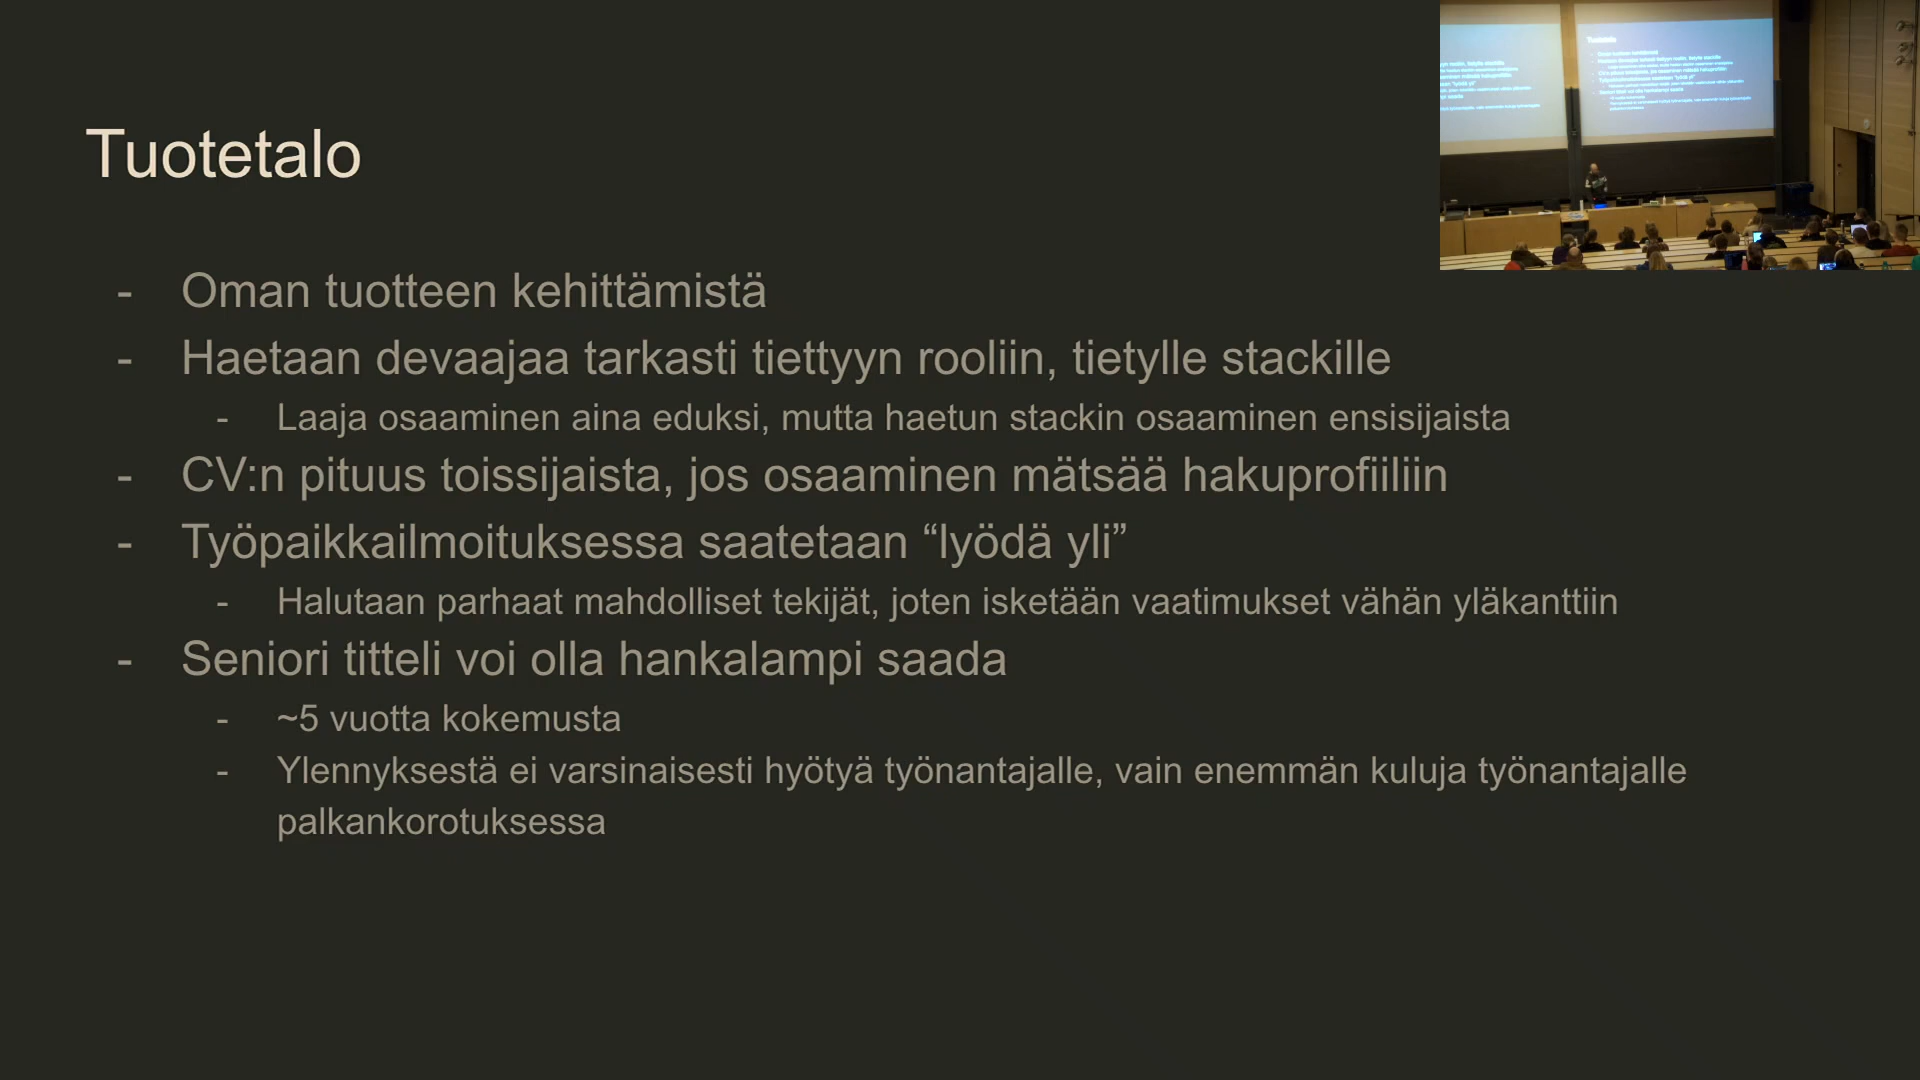 Tuotetalo
- Oman tuotteen kehittämistä
- Haetaan devaajaa tarkasti tiettyyn rooliin, tietylle stackille
- Laaja osaaminen aina eduksi, mutta haetun stackin osaaminen ensisijaista
- CV:n pituus toissijaista, jos osaaminen mätsää hakuprofiiliin
- Työpaikkailmoituksessa saatetaan “lyödä yli”
- Halutaan parhaat mahdolliset tekijät, joten isketään vaatimukset vähän yläkanttiin
- Seniori titteli voi olla hankalampi saada
- ~5 vuotta kokemusta
- Ylennyksestä ei varsinaisesti hyötyä työnantajalle, vain enemmän kuluja työnantajalle
palkankorotuksessa